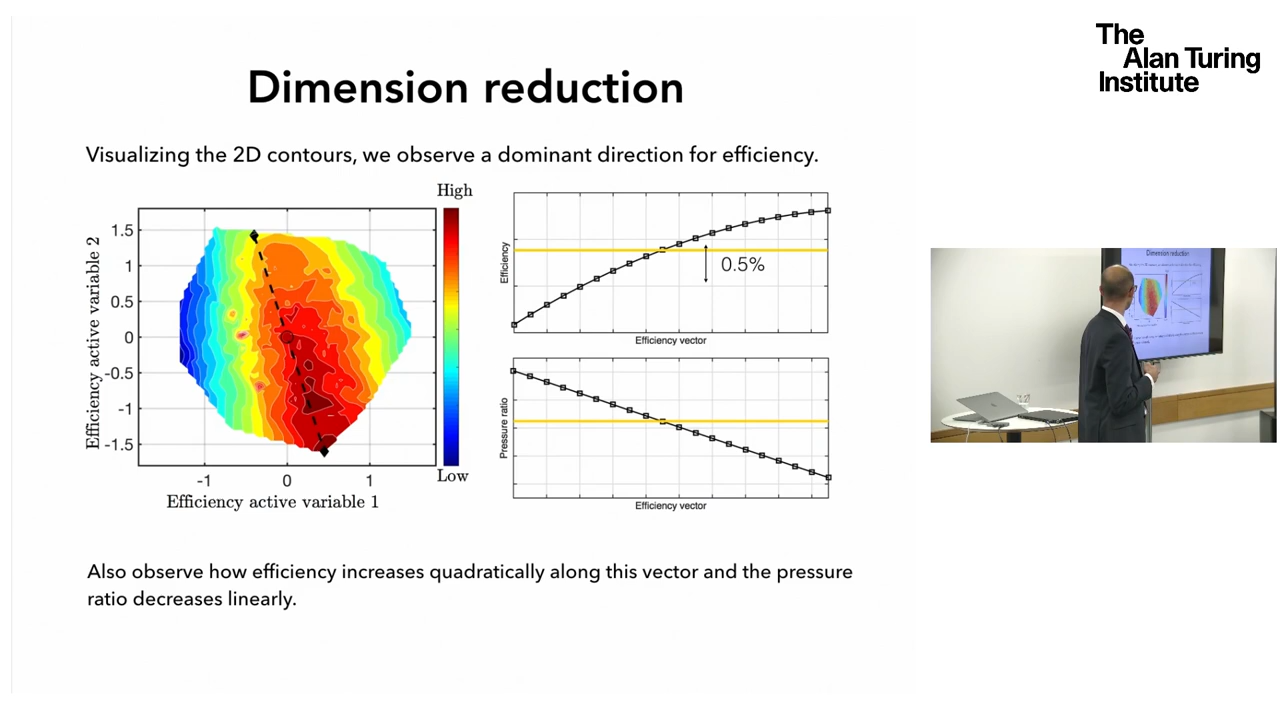 The
Alan Turing
Institute
Dimension reduction
Visualizing the 2D contours, we observe a dominant direction for efficiency.
High
1.5
1
0.5
0
-0.5
-1
-1.5
Efficiency active variable 2
-1 0 1
Efficiency active variable 1
Low
Efficiency
0.5%
Efficiency vector
Pressure ratio
Efficiency vector
Also observe how efficiency increases quadratically along this vector and the pressure
ratio decreases linearly.
Dimension reduction